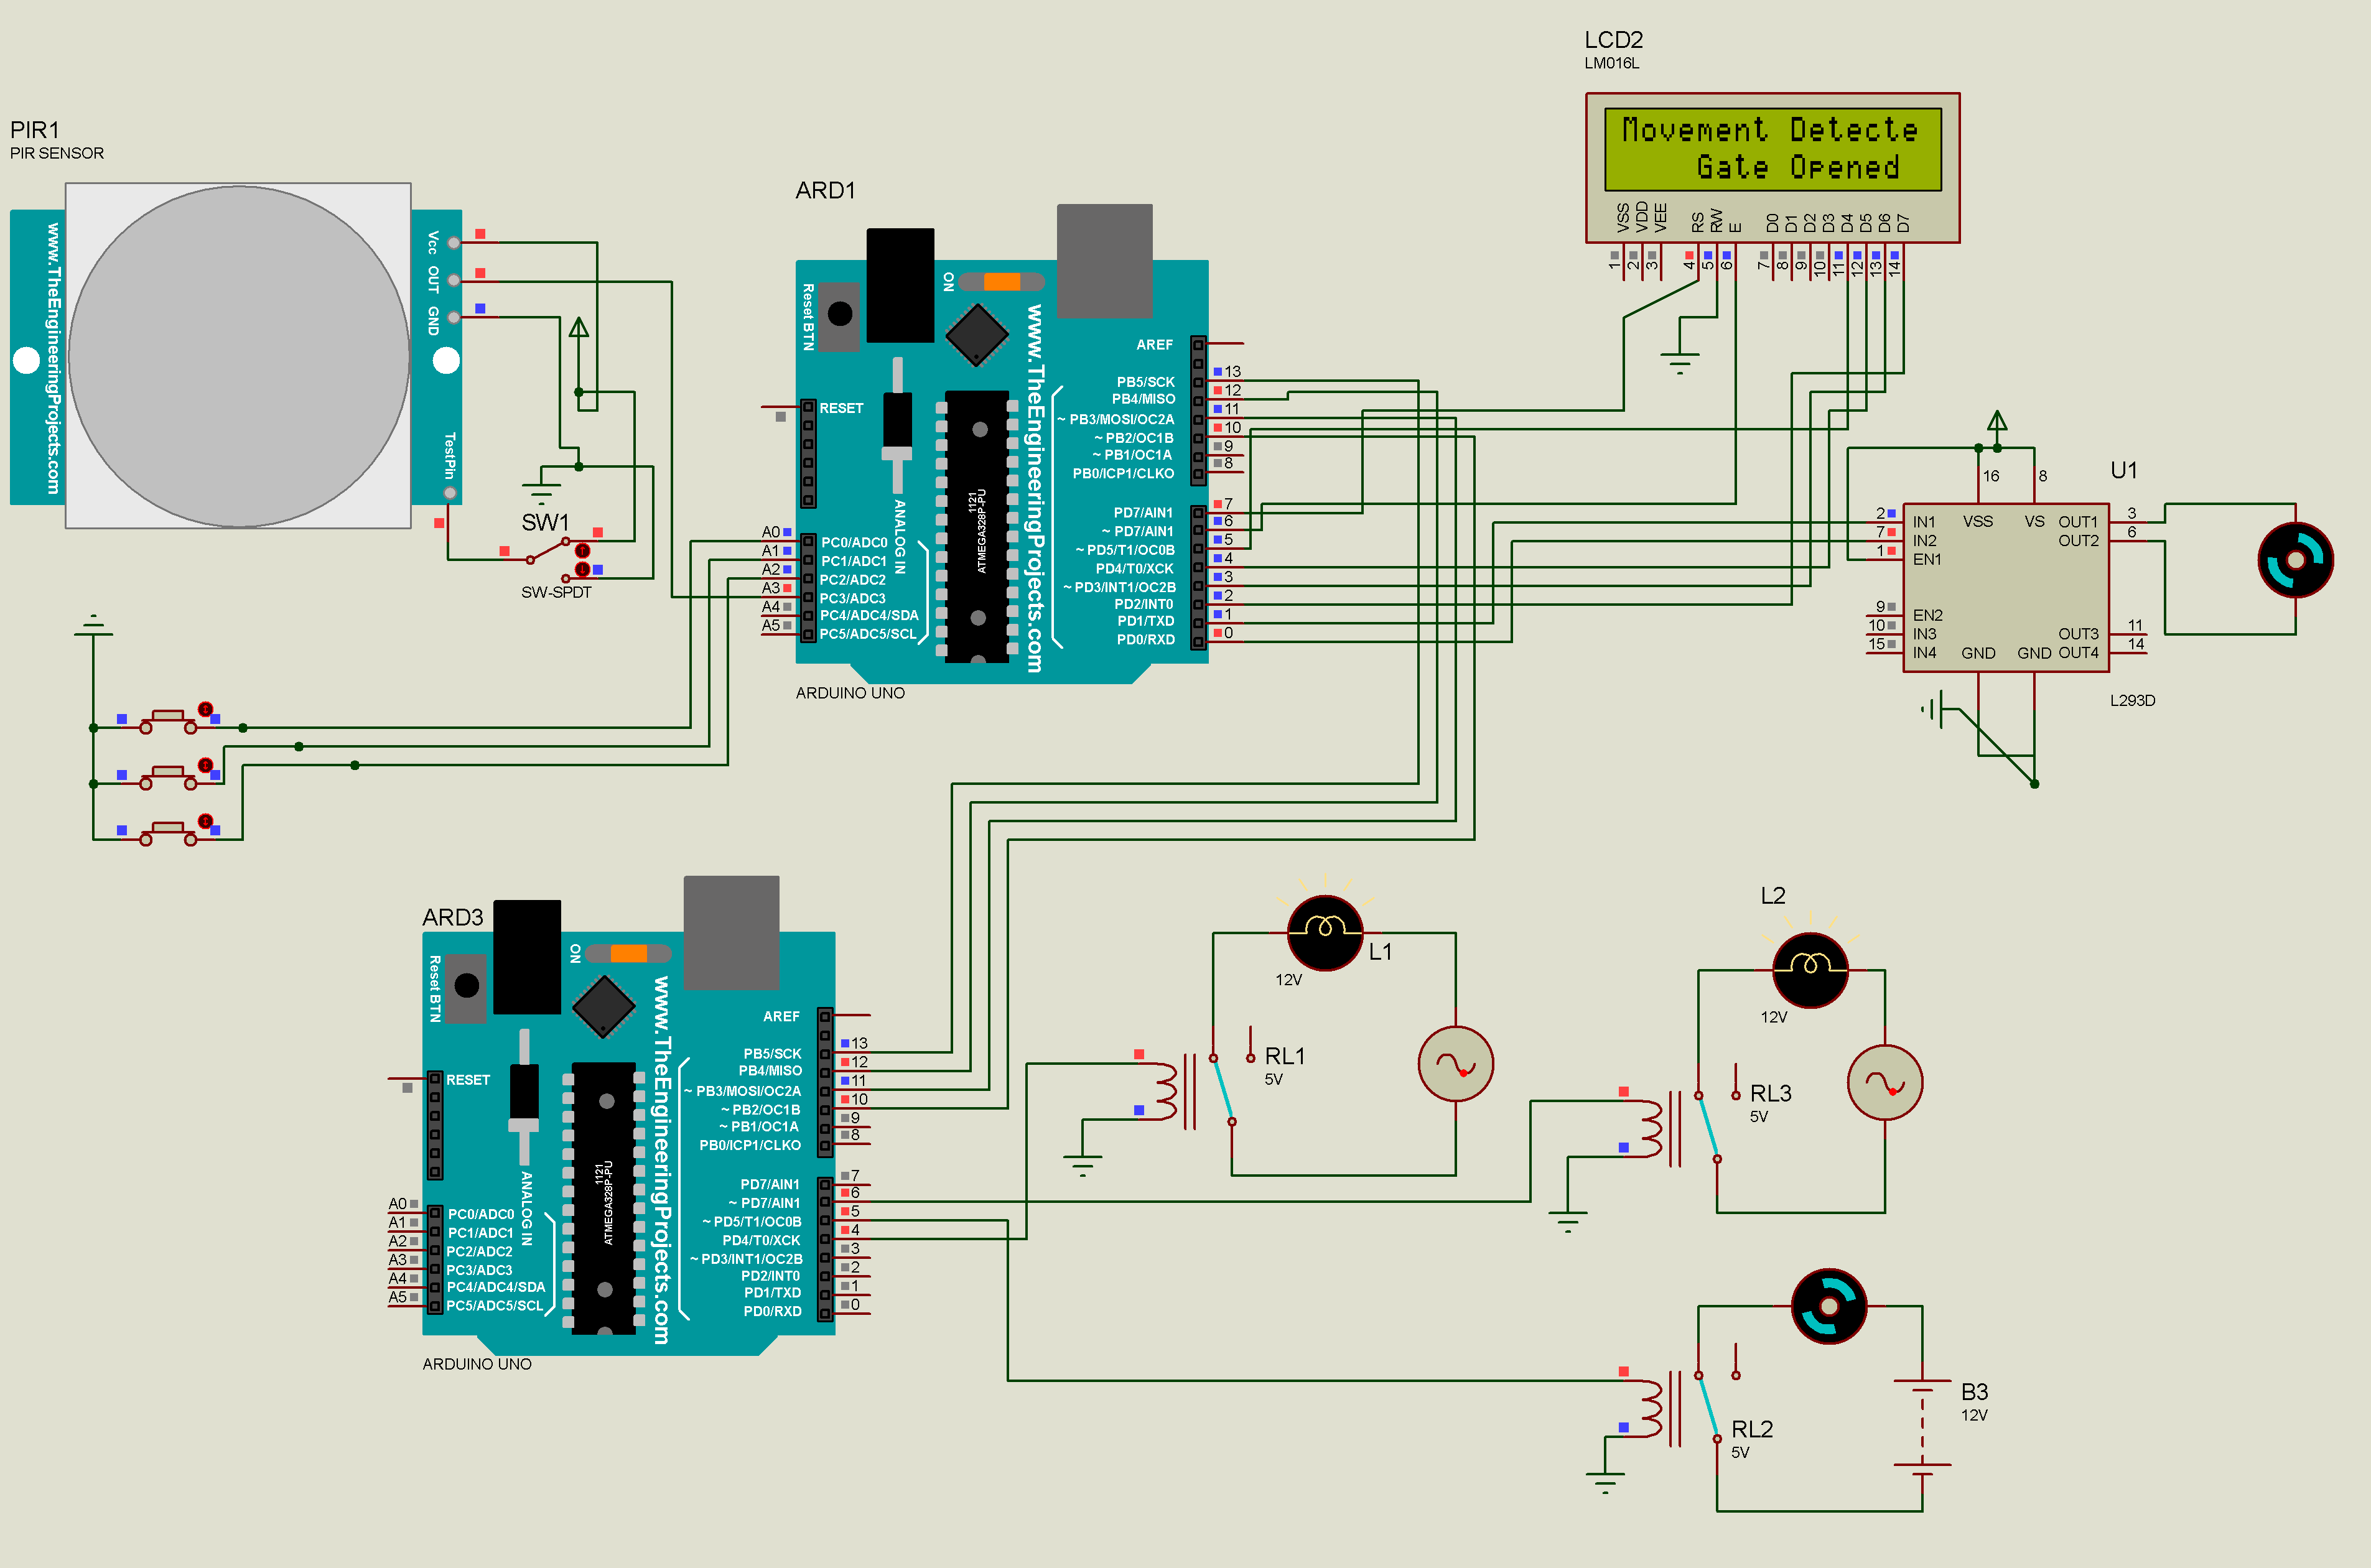 LCD2
LM016L
Movement Detecte
Gate Opened
VSS
VDD
VEE
RS
RW
E
D0
D1
D2
D3
D4
D5
D6
D7
1
2
3
4
5
6
7
8
9
10
11
12
13
14
PIR1
PIR SENSOR
www.TheEngineeringProjects.com
Vcc
OUT
GND
TestPin
SW1
SW-SPDT
ARD1
Reset BTN
ON
www.TheEngineeringProjects.com
ANALOG IN
1121
ATMEGA328P-PU
RESET
A0 PC0/ADC0
A1 PC1/ADC1
A2 PC2/ADC2
A3 PC3/ADC3
A4 PC4/ADC4/SDA
A5 PC5/ADC5/SCL
AREF
PB5/SCK 13
PB4/MISO 12
~ PB3/MOSI/OC2A 11
~ PB2/OC1B 10
~ PB1/OC1A 9
PB0/ICP1/CLKO 8
PD7/AIN1 7
~ PD7/AIN1 6
~ PD5/T1/OC0B 5
PD4/T0/XCK 4
~ PD3/INT1/OC2B 3
PD2/INT0 2
PD1/TXD 1
PD0/RXD 0
ARDUINO UNO
U1
16
8
2 IN1 VSS VS OUT1 3
7 IN2 OUT2 6
1 EN1
9 EN2
10 IN3 OUT3 11
15 IN4 GND GND OUT4 14
L293D
ARD3
Reset BTN
ON
www.TheEngineeringProjects.com
ANALOG IN
1121
ATMEGA328P-PU
RESET
A0 PC0/ADC0
A1 PC1/ADC1
A2 PC2/ADC2
A3 PC3/ADC3
A4 PC4/ADC4/SDA
A5 PC5/ADC5/SCL
AREF
PB5/SCK 13
PB4/MISO 12
~ PB3/MOSI/OC2A 11
~ PB2/OC1B 10
~ PB1/OC1A 9
PB0/ICP1/CLKO 8
PD7/AIN1 7
~ PD7/AIN1 6
~ PD5/T1/OC0B 5
PD4/T0/XCK 4
~ PD3/INT1/OC2B 3
PD2/INT0 2
PD1/TXD 1
PD0/RXD 0
ARDUINO UNO
L1
12V
RL1
5V
L2
12V
RL3
5V
RL2
5V
B3
12V